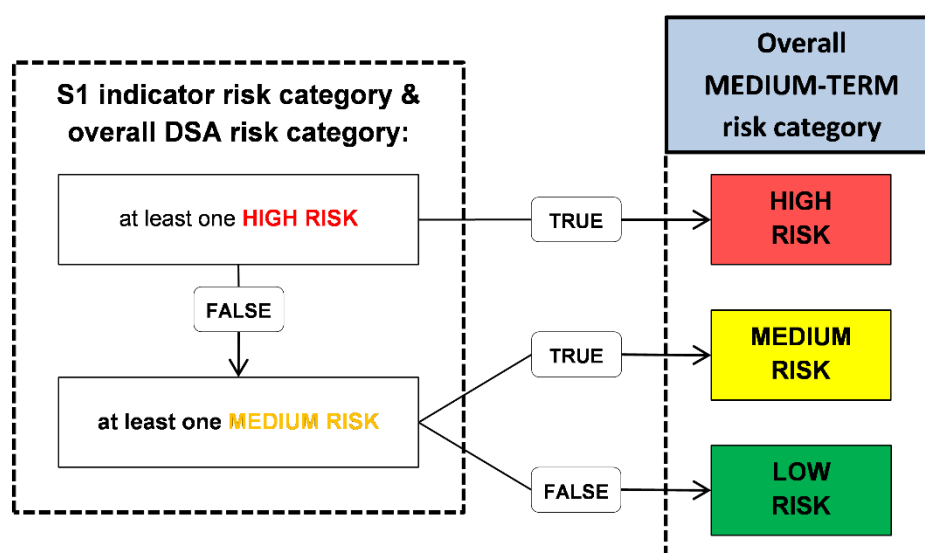 S1 indicator risk category &
overall DSA risk category:
Overall
MEDIUM-TERM
risk category
at least one HIGH RISK
TRUE
HIGH
RISK
FALSE
at least one MEDIUM RISK
TRUE
MEDIUM
RISK
FALSE
LOW
RISK